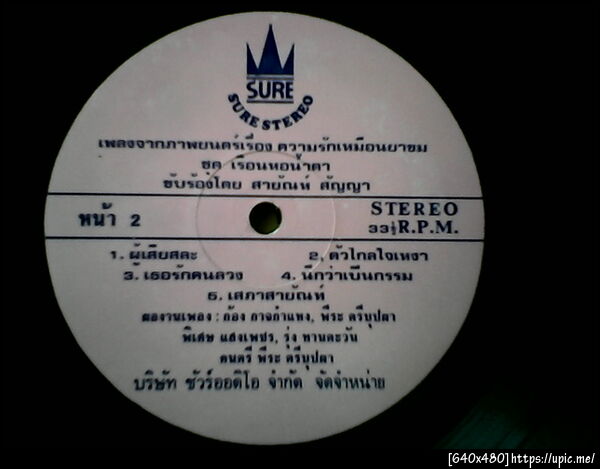 SURE
SURE STEREO
เพลงจากภาพยนตร์เรื่อง ความรักเหมือนยาขม
ชุด เรือนหอน้ำตา
ขับร้องโดย สายัณห์ สัญญา
หน้า 2
STEREO
33⅓R.P.M.
1. ผู้เสียสละ 2. ตัวไกลใจเหงา
3. เธอรักคนลวง 4. นึกว่าเป็นกรรม
5. เสภาสายัณห์
ผลงานเพลง : ก้อง กาจกำแหง, พีระ ตรีบุปผา
พิเศษ แสงเพชร, รุ่ง ทานตะวัน
ดนตรี พีระ ตรีบุปผา
บริษัท ชัวร์ออดิโอ จำกัด จัดจำหน่าย
[640x480]https://upic.me/